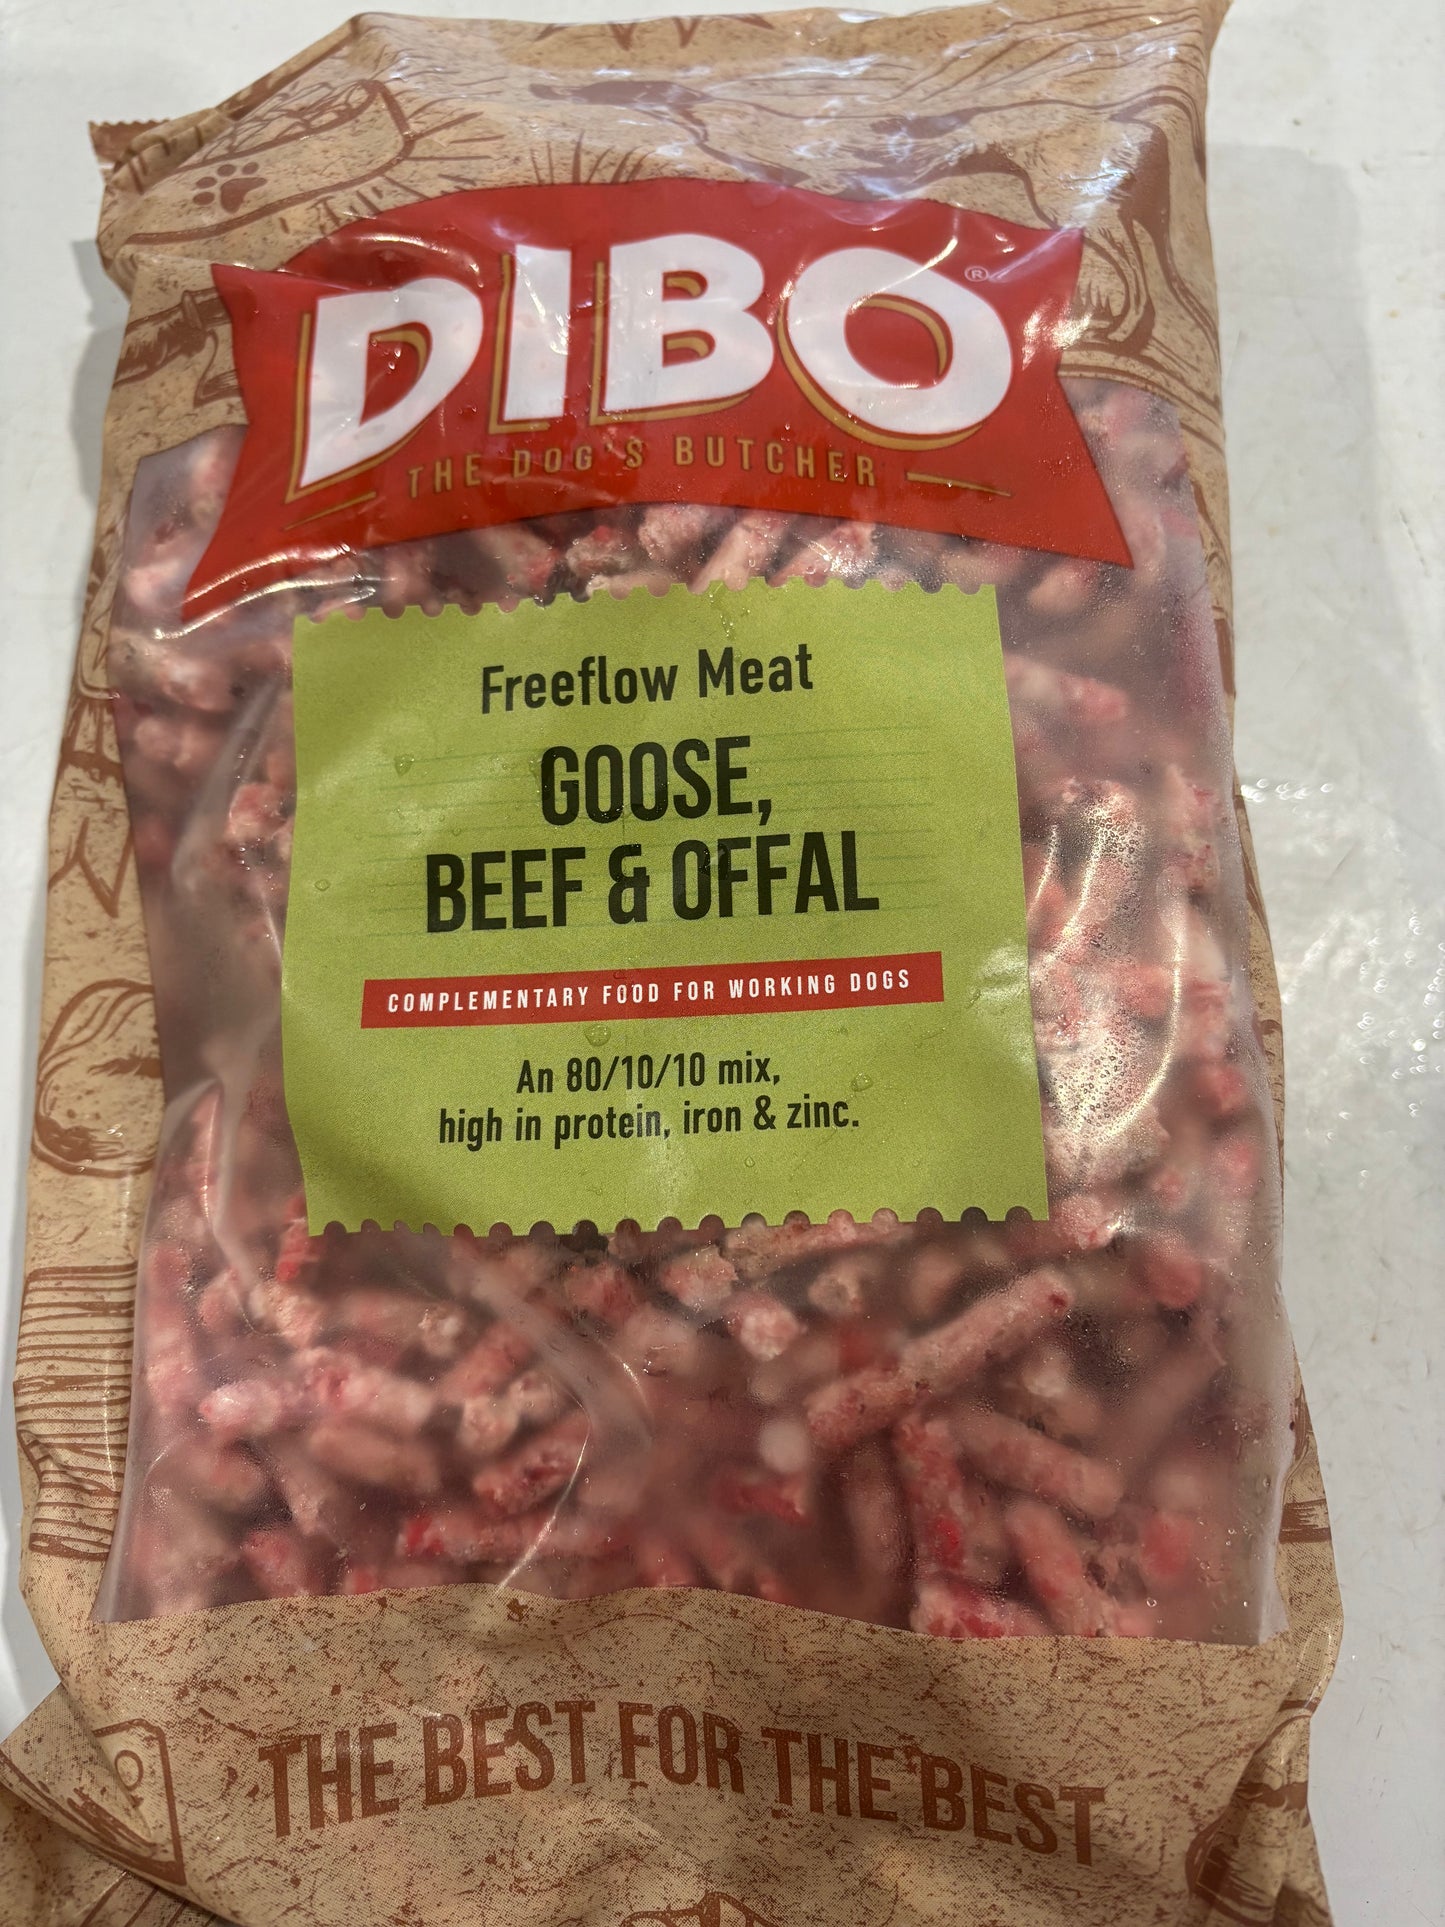 DIBO®
THE DOG'S BUTCHER
Freeflow Meat
GOOSE,
BEEF & OFFAL
COMPLEMENTARY FOOD FOR WORKING DOGS
An 80/10/10 mix,
high in protein, iron & zinc.
THE BEST FOR THE BEST